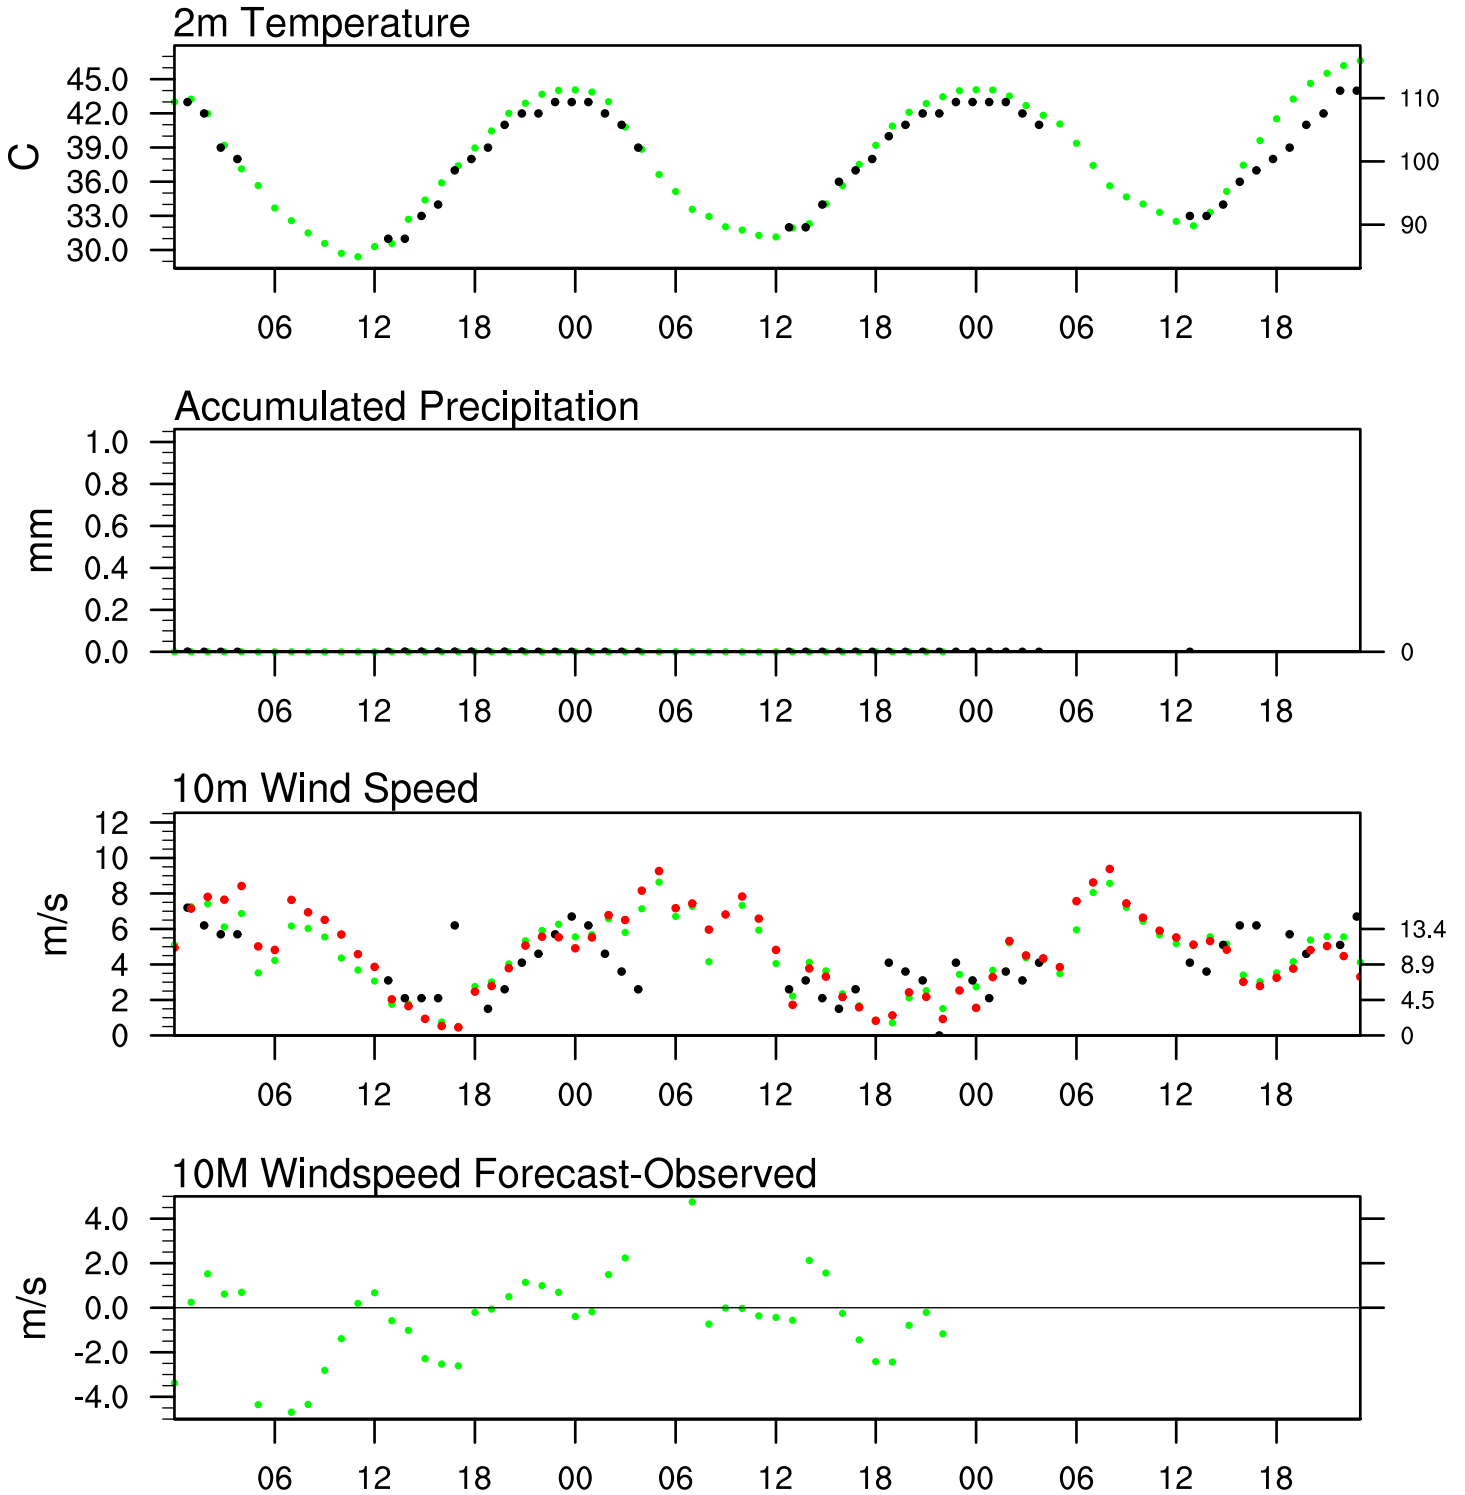 2m Temperature
45.0
42.0
39.0
36.0
33.0
30.0
C
110
100
90
06 12 18 00 06 12 18 00 06 12 18
Accumulated Precipitation
1.0
0.8
0.6
0.4
0.2
0.0
mm
0
06 12 18 00 06 12 18 00 06 12 18
10m Wind Speed
12
10
8
6
4
2
0
m/s
13.4
8.9
4.5
0
06 12 18 00 06 12 18 00 06 12 18
10M Windspeed Forecast-Observed
4.0
2.0
0.0
-2.0
-4.0
m/s
06 12 18 00 06 12 18 00 06 12 18